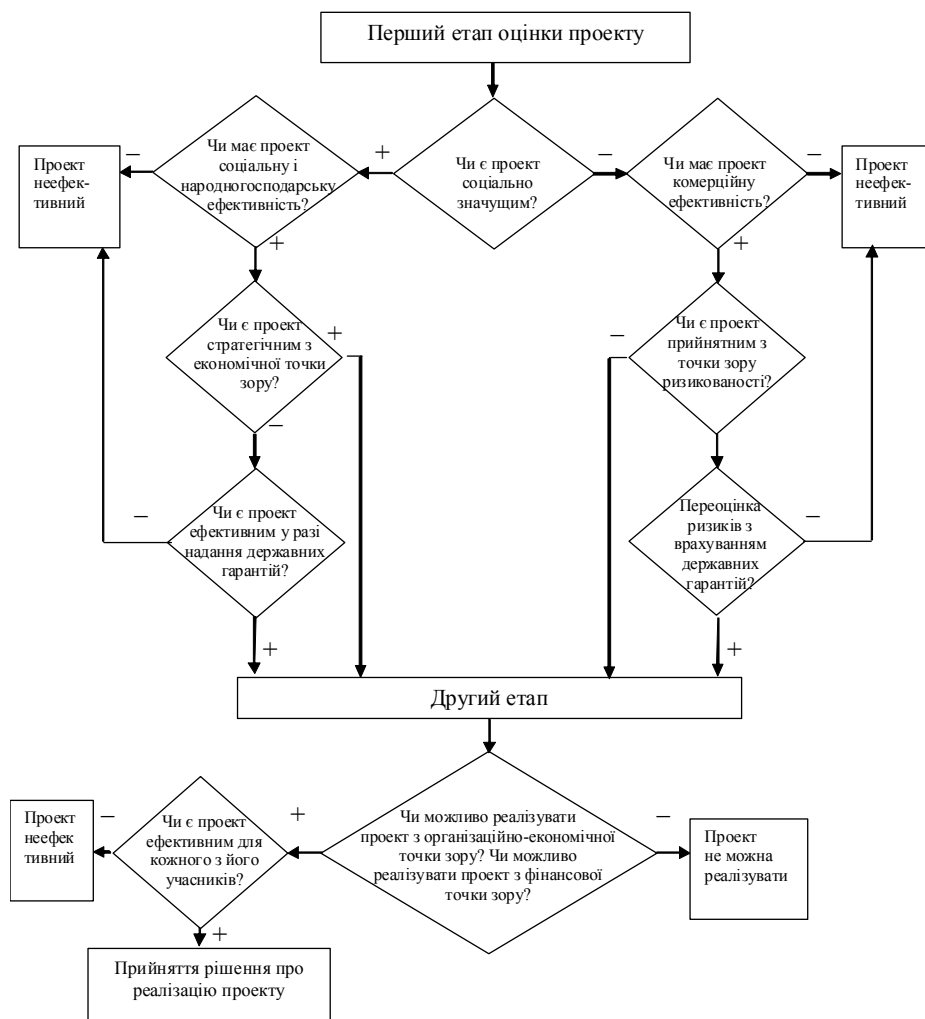 Перший етап оцінки проекту
Чи має проект
соціальну і
народногосподарську
ефективність?
–
+
+
Проект
неефек-
тивний
Чи є проект
соціально
значущим?
–
Чи має проект
комерційну
ефективність?
–
+
Проект
неефек-
тивний
Чи є проект
стратегічним з
економічної точки
зору?
+
–
–
Чи є проект
прийнятним з
точки зору
ризикованості?
Чи є проект
ефективним у разі
надання державних
гарантій?
–
+
Переоцінка
ризиків з
врахуванням
державних
гарантій?
–
+
Другий етап
Чи можливо реалізувати
проект з організаційно-економічної
точки зору? Чи можливо
реалізувати проект з фінансової
точки зору?
+
–
Проект
не можна
реалізувати
Чи є проект
ефективним для
кожного з його
учасників?
–
+
Проект
неефек
тивний
Прийняття рішення про
реалізацію проекту